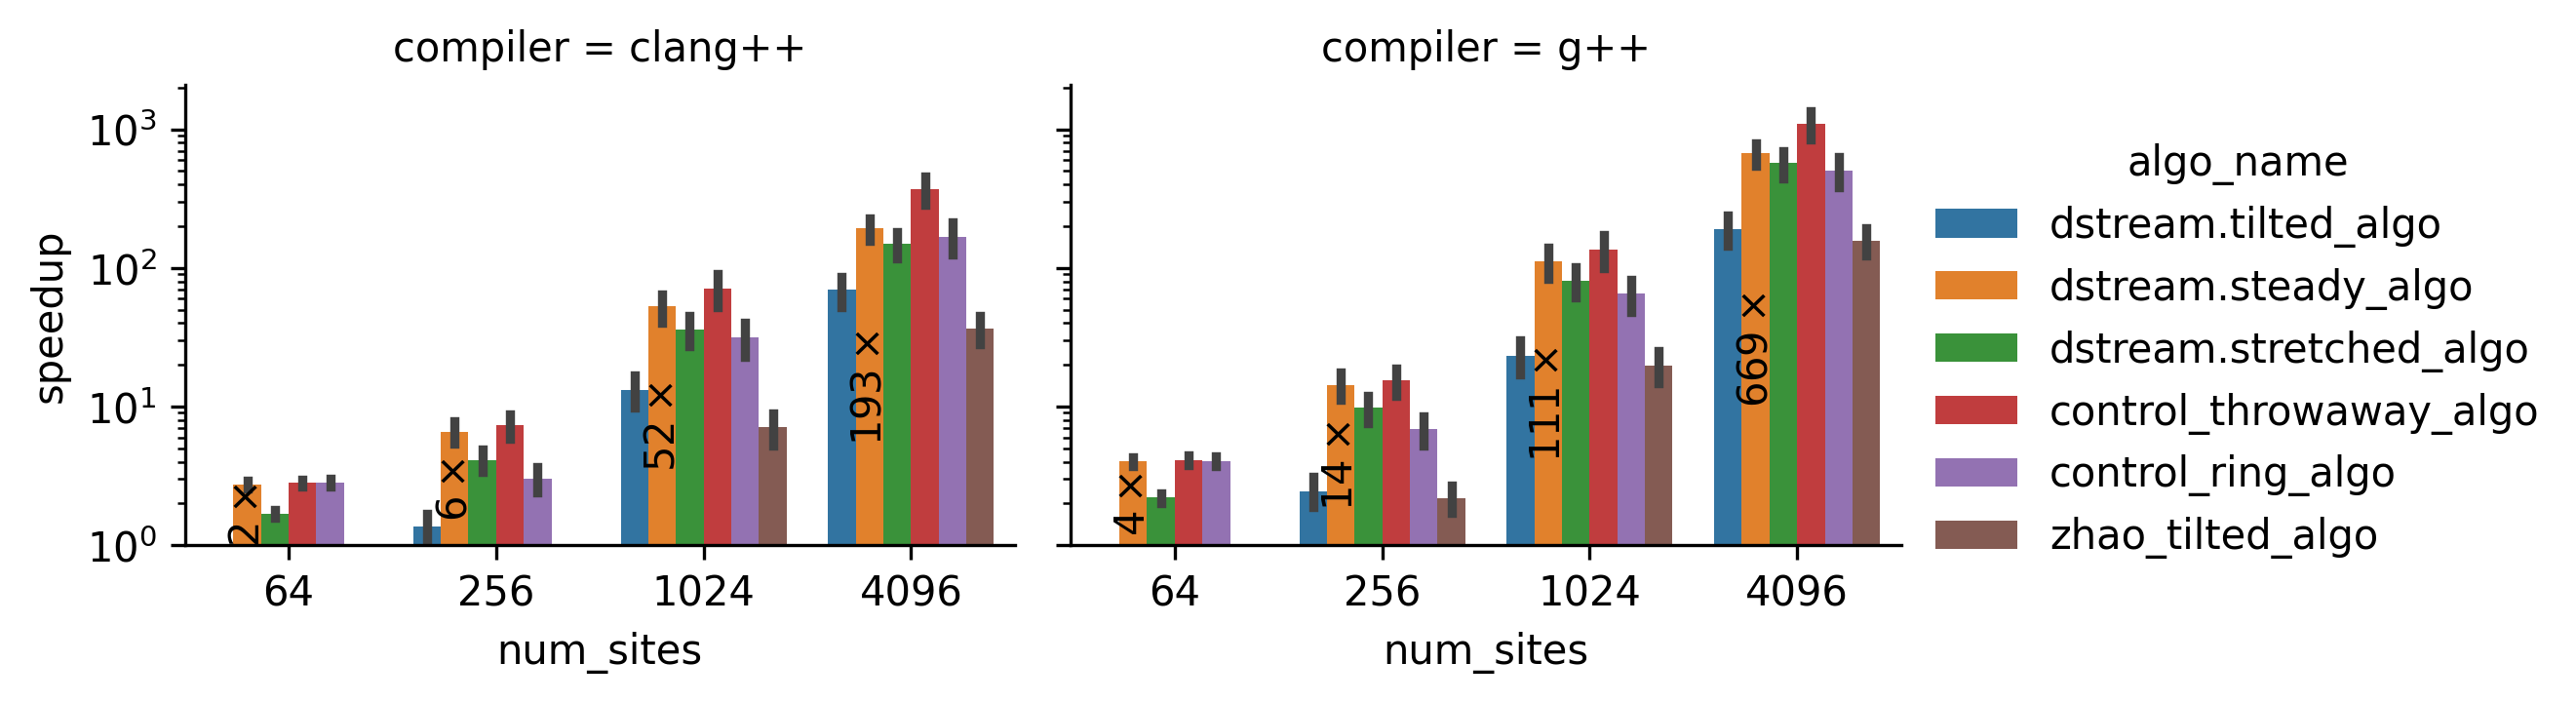 compiler = clang++
compiler = g++
speedup
10³
10²
10¹
10⁰
2×
6×
52×
193×
4×
14×
111×
669×
64
256
1024
4096
64
256
1024
4096
num_sites
num_sites
algo_name
dstream.tilted_algo
dstream.steady_algo
dstream.stretched_algo
control_throwaway_algo
control_ring_algo
zhao_tilted_algo